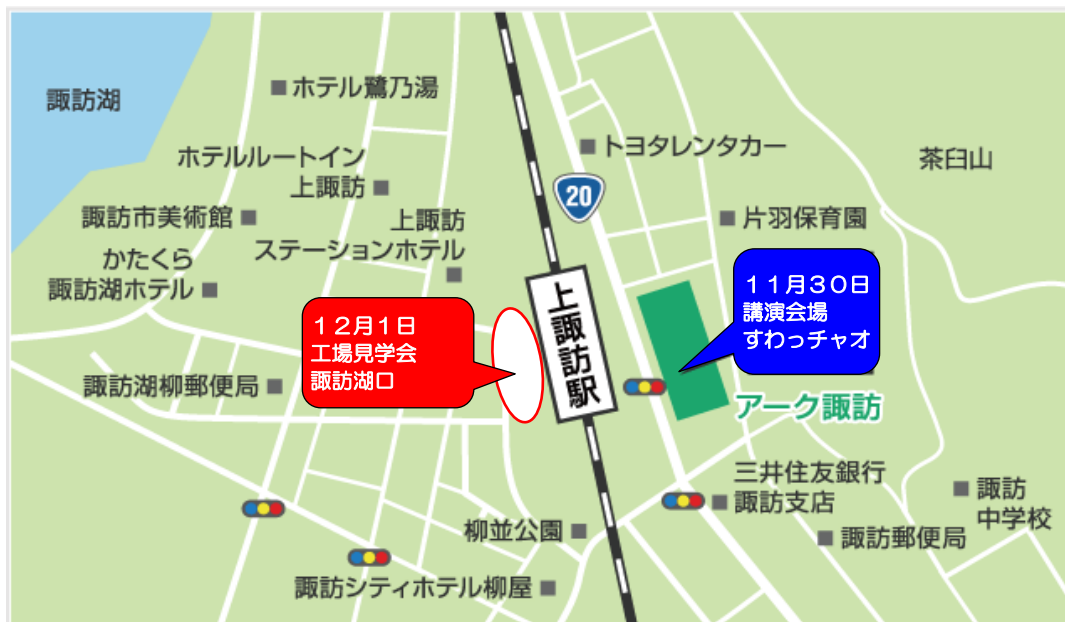 諏訪湖
ホテル鷺乃湯
トヨタレンタカー
茶臼山
ホテルルートイン
上諏訪
20
諏訪市美術館
上諏訪
ステーションホテル
片羽保育園
かたくら
諏訪湖ホテル
上諏訪駅
１１月３０日
講演会場
すわっチャオ
１２月１日
工場見学会
諏訪湖口
諏訪湖柳郵便局
アーク諏訪
三井住友銀行
諏訪支店
諏訪
中学校
柳並公園
諏訪郵便局
諏訪シティホテル柳屋